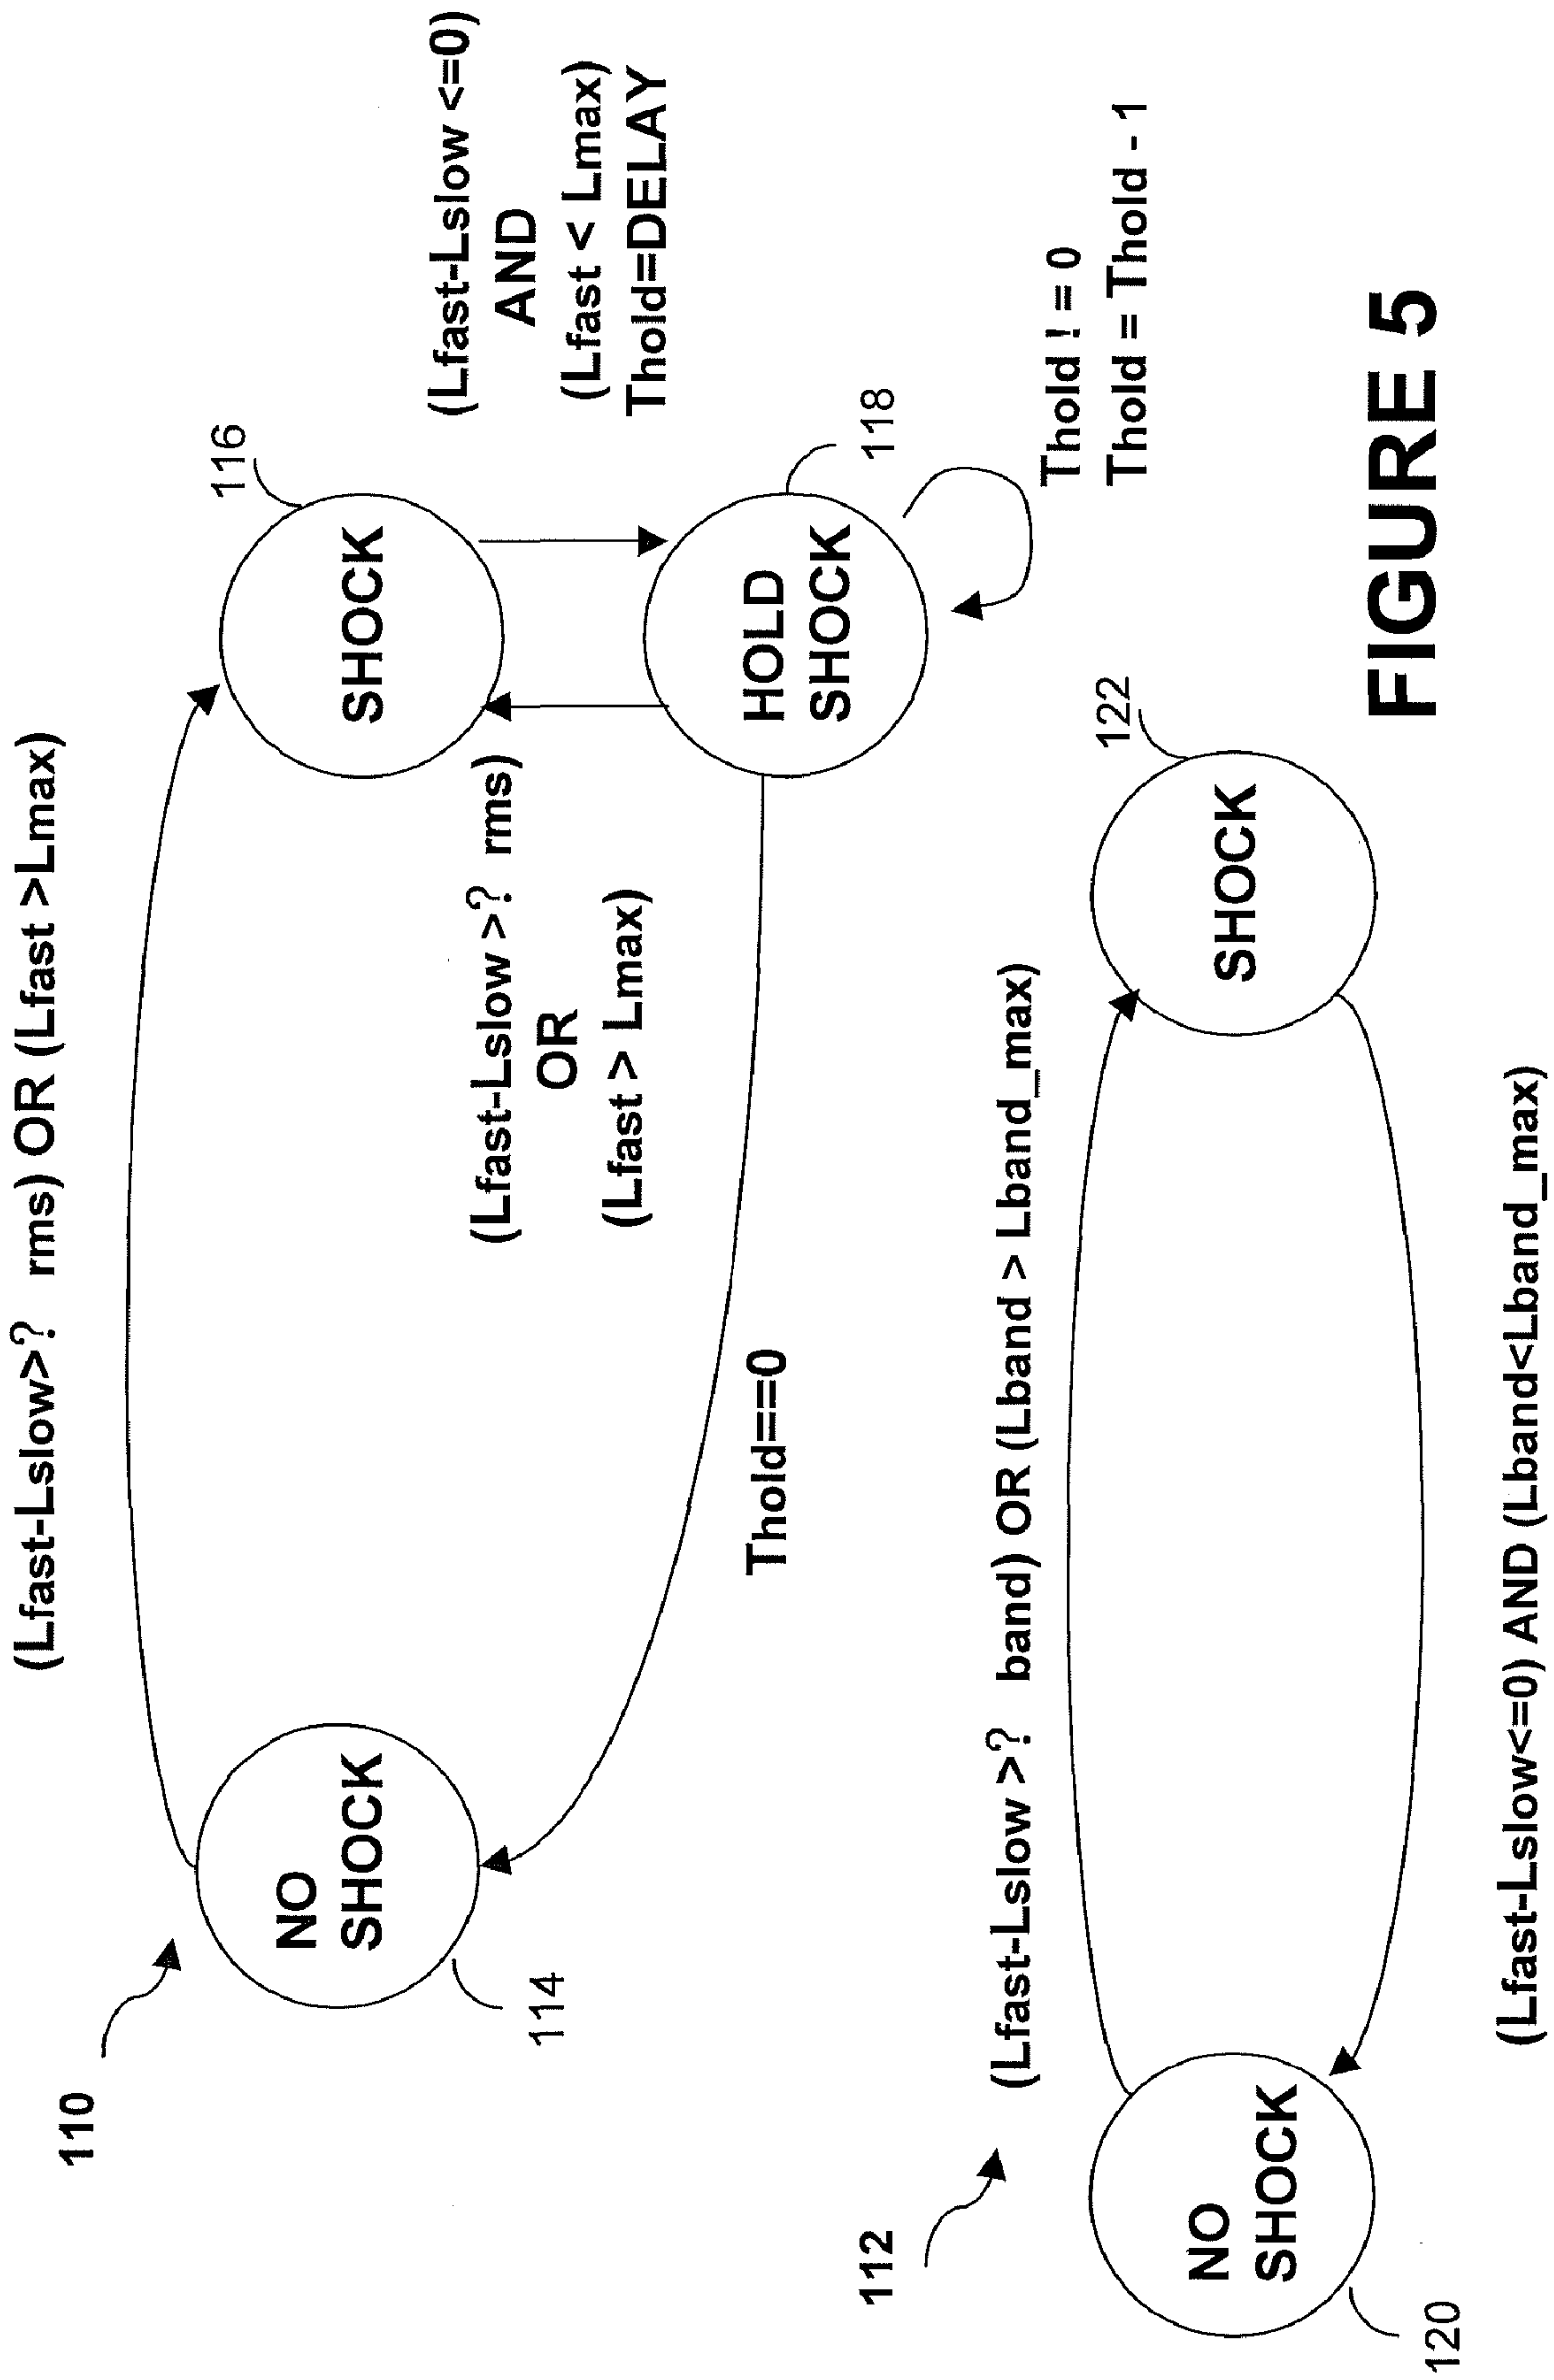 (Lfast-Lslow>? rms) OR (Lfast >Lmax)
110
NO
SHOCK
114
116
SHOCK
(Lfast-Lslow <=0)
AND
(Lfast < Lmax)
Thold=DELAY
(Lfast-Lslow >? rms)
OR
(Lfast > Lmax)
HOLD
SHOCK
118
Thold ! = 0
Thold = Thold - 1
Thold==0
112
(Lfast-Lslow >? band) OR (Lband > Lband_max)
NO
SHOCK
120
122
SHOCK
(Lfast-Lslow<=0) AND (Lband<Lband_max)
FIGURE 5